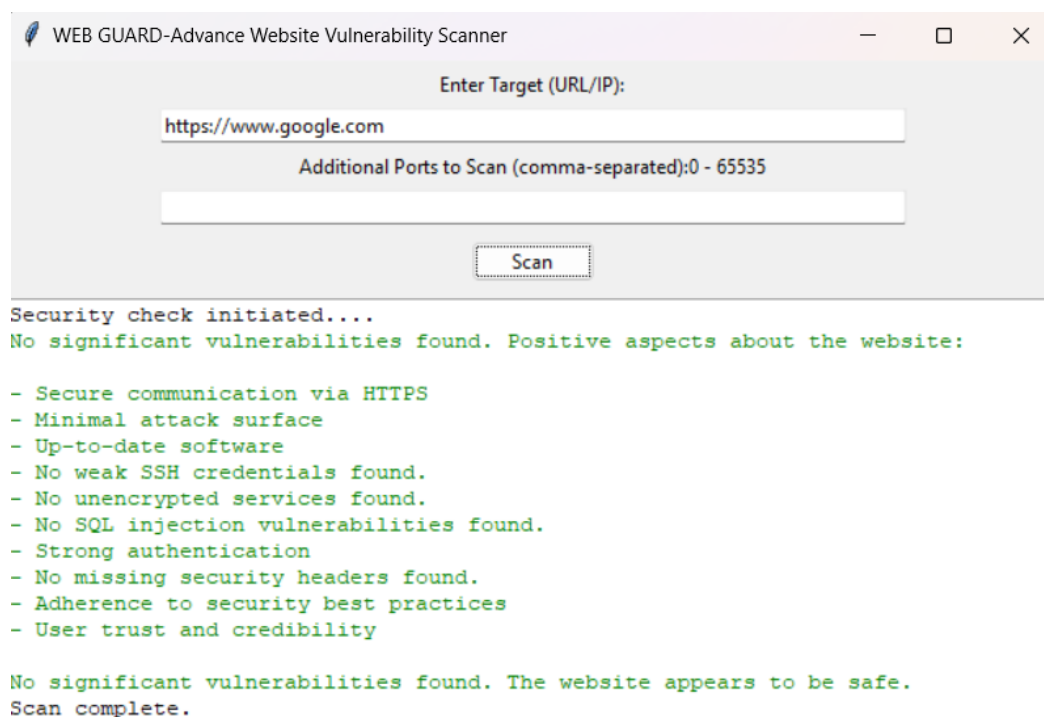 WEB GUARD-Advance Website Vulnerability Scanner
Enter Target (URL/IP):
https://www.google.com
Additional Ports to Scan (comma-separated):0 - 65535
Scan
Security check initiated....
No significant vulnerabilities found. Positive aspects about the website:
- Secure communication via HTTPS
- Minimal attack surface
- Up-to-date software
- No weak SSH credentials found.
- No unencrypted services found.
- No SQL injection vulnerabilities found.
- Strong authentication
- No missing security headers found.
- Adherence to security best practices
- User trust and credibility
No significant vulnerabilities found. The website appears to be safe.
Scan complete.